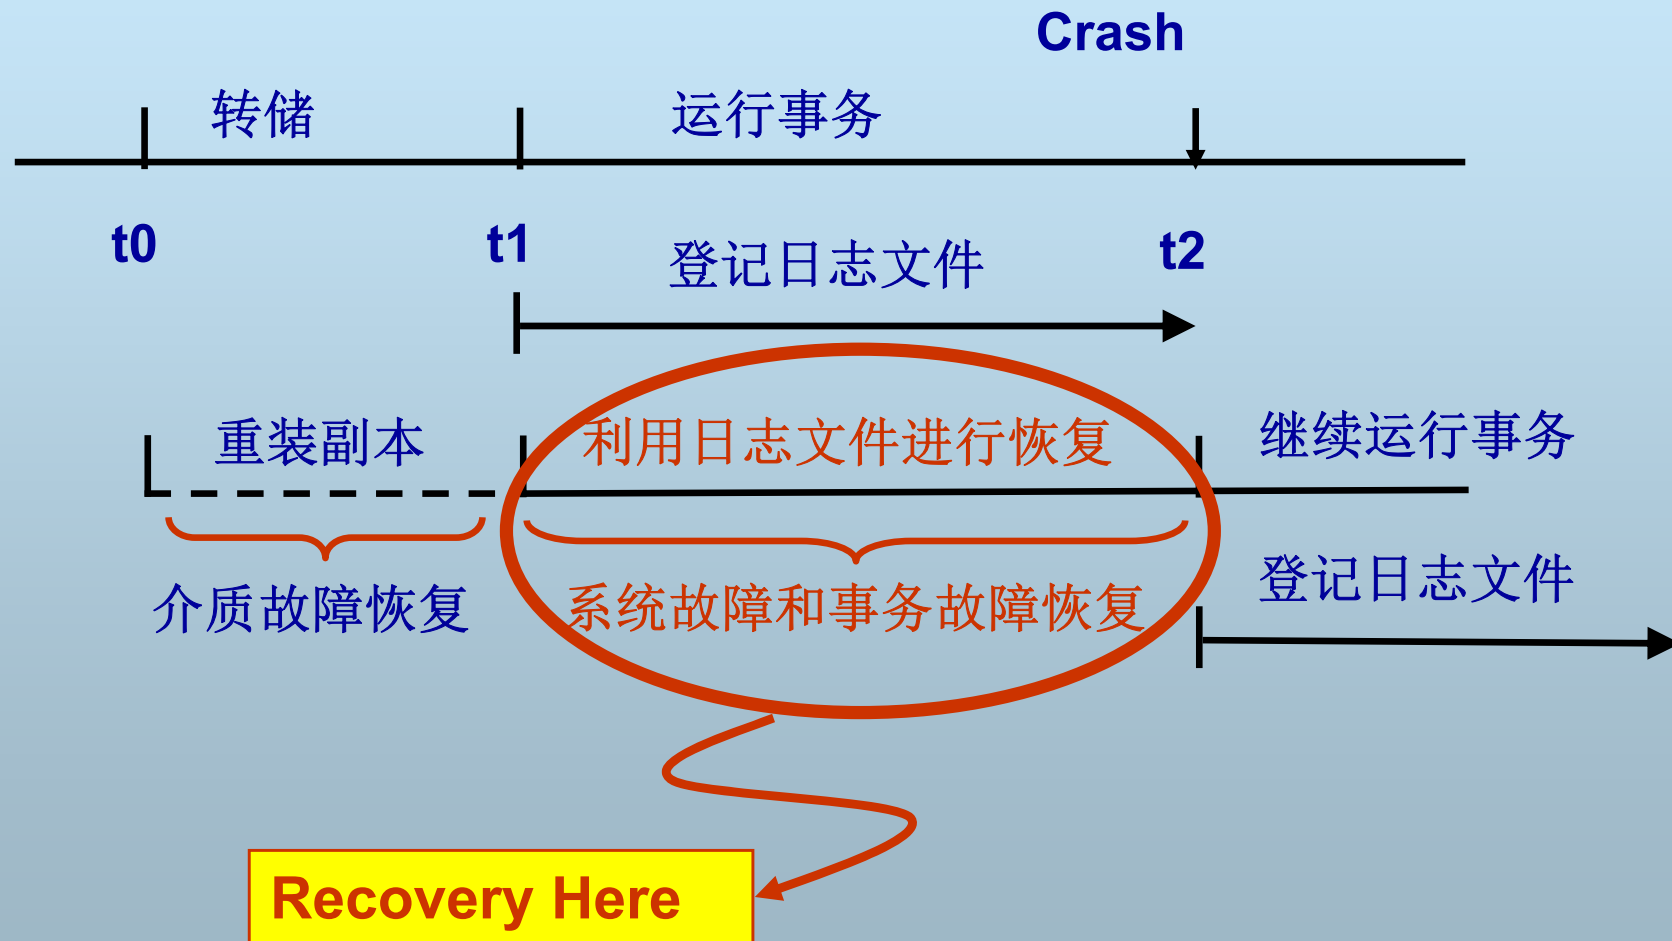 Crash
转储
运行事务
t0
t1
登记日志文件
t2
重装副本
利用日志文件进行恢复
继续运行事务
介质故障恢复
系统故障和事务故障恢复
登记日志文件
Recovery Here